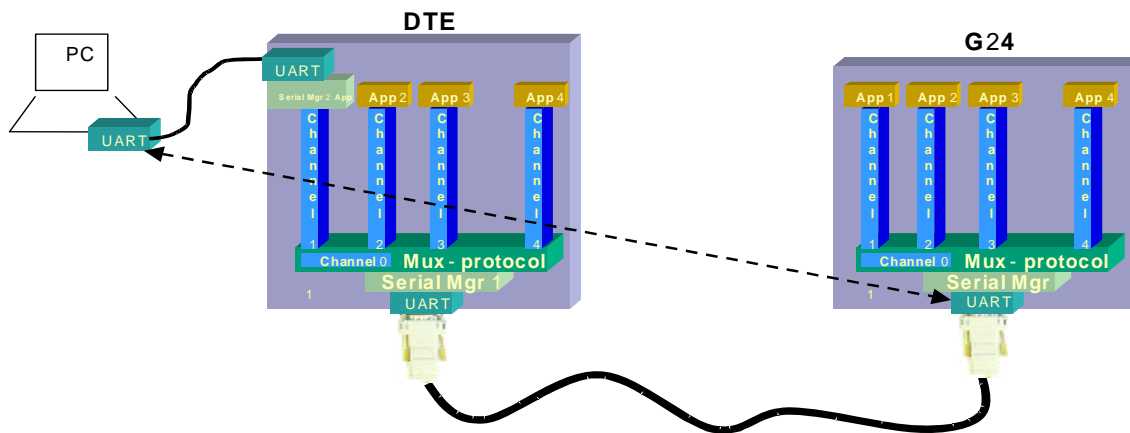 DTE
G24
PC
UART
UART
Serial Mgr 2 App
App 2
App 3
App 4
Channel 1
Channel 2
Channel 3
Channel 4
Channel 0
Mux - protocol
Serial Mgr 1
1
UART
App 1
App 2
App 3
App 4
Channel 1
Channel 2
Channel 3
Channel 4
Channel 0
Mux - protocol
Serial Mgr
1
UART